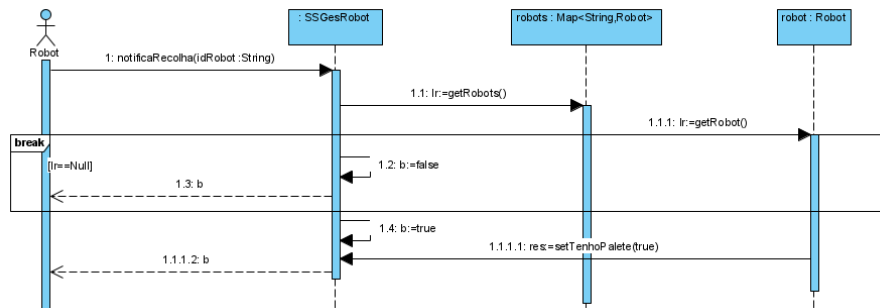 : SSGesRobot
robots : Map<String,Robot>
robot : Robot
Robot
1: notificaRecolha(idRobot :String)
1.1: lr:=getRobots()
1.1.1: lr:=getRobot()
break
[lr==Null]
1.2: b:=false
1.3: b
1.4: b:=true
1.1.1.1: res:=setTenhoPalete(true)
1.1.1.2: b